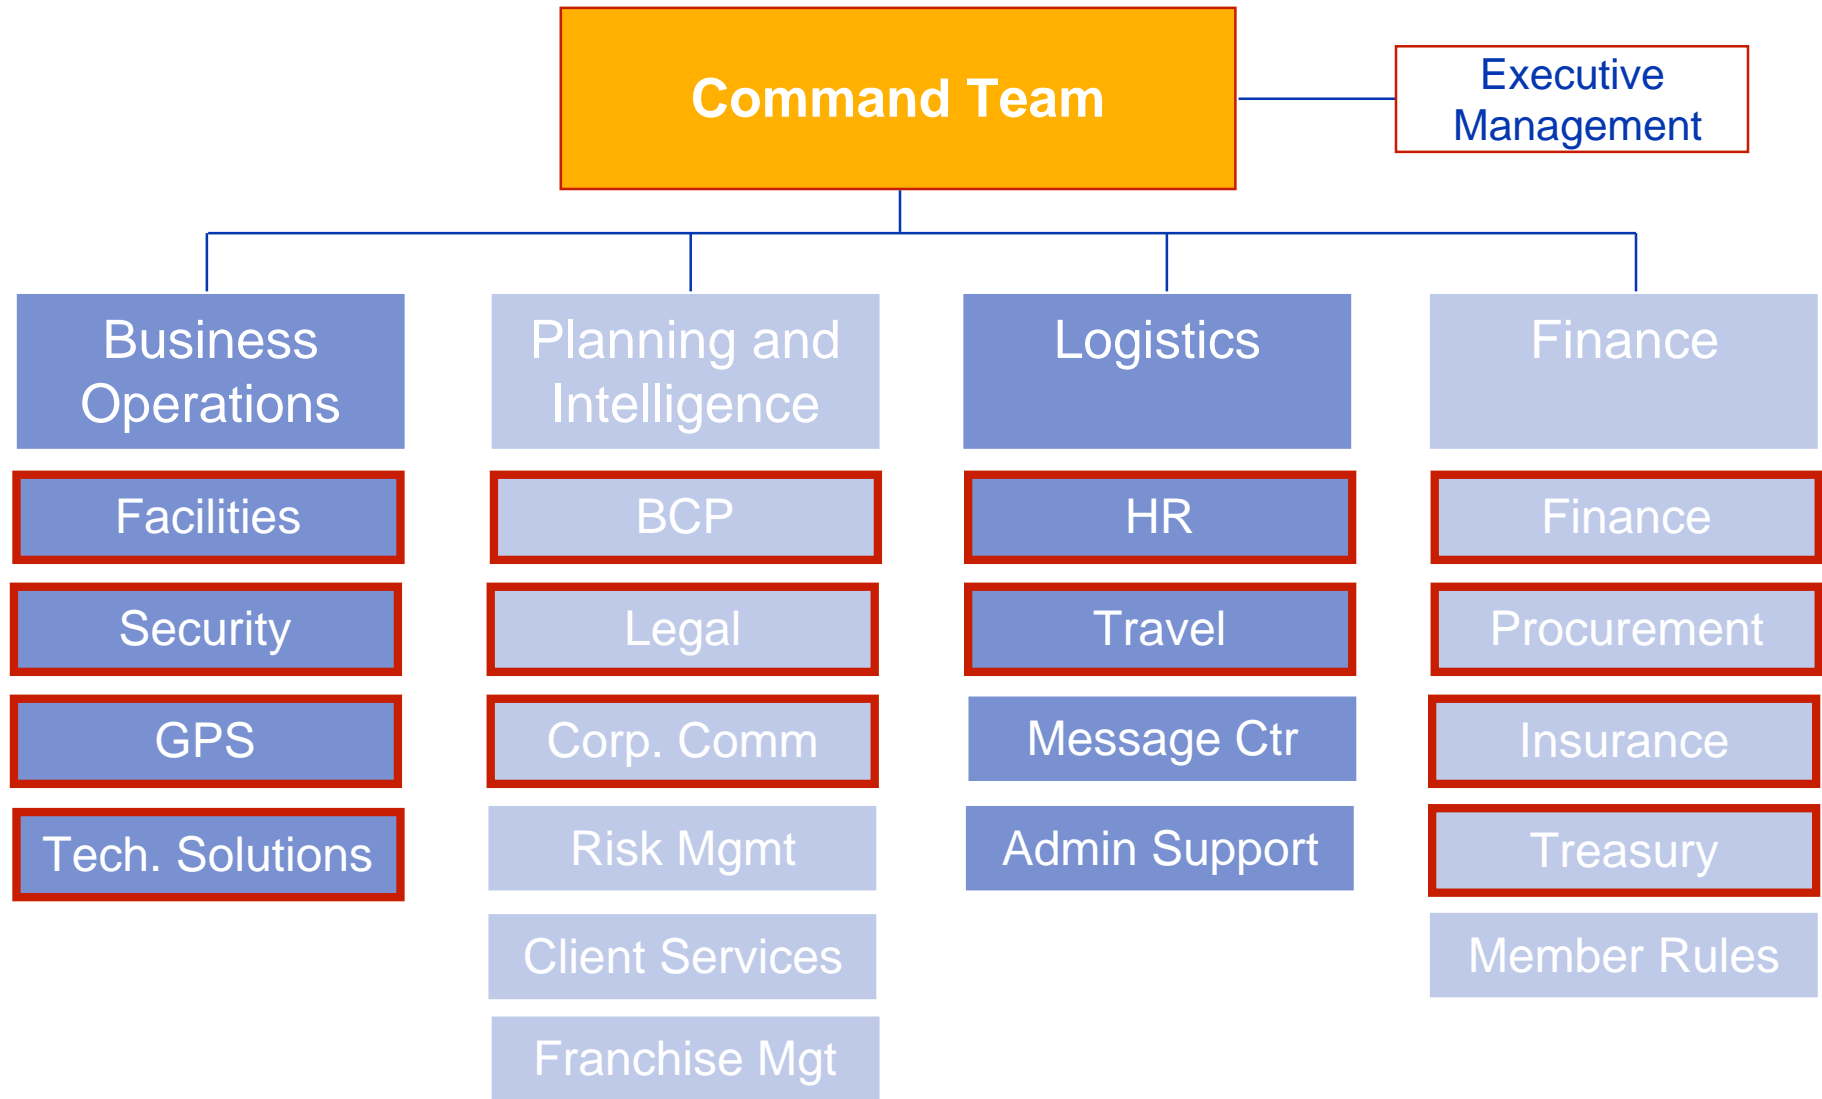 Command Team
Executive
Management
Business
Operations
Planning and
Intelligence
Logistics
Finance
Facilities
BCP
HR
Finance
Security
Legal
Travel
Procurement
GPS
Corp. Comm
Message Ctr
Insurance
Tech. Solutions
Risk Mgmt
Admin Support
Treasury
Client Services
Member Rules
Franchise Mgt